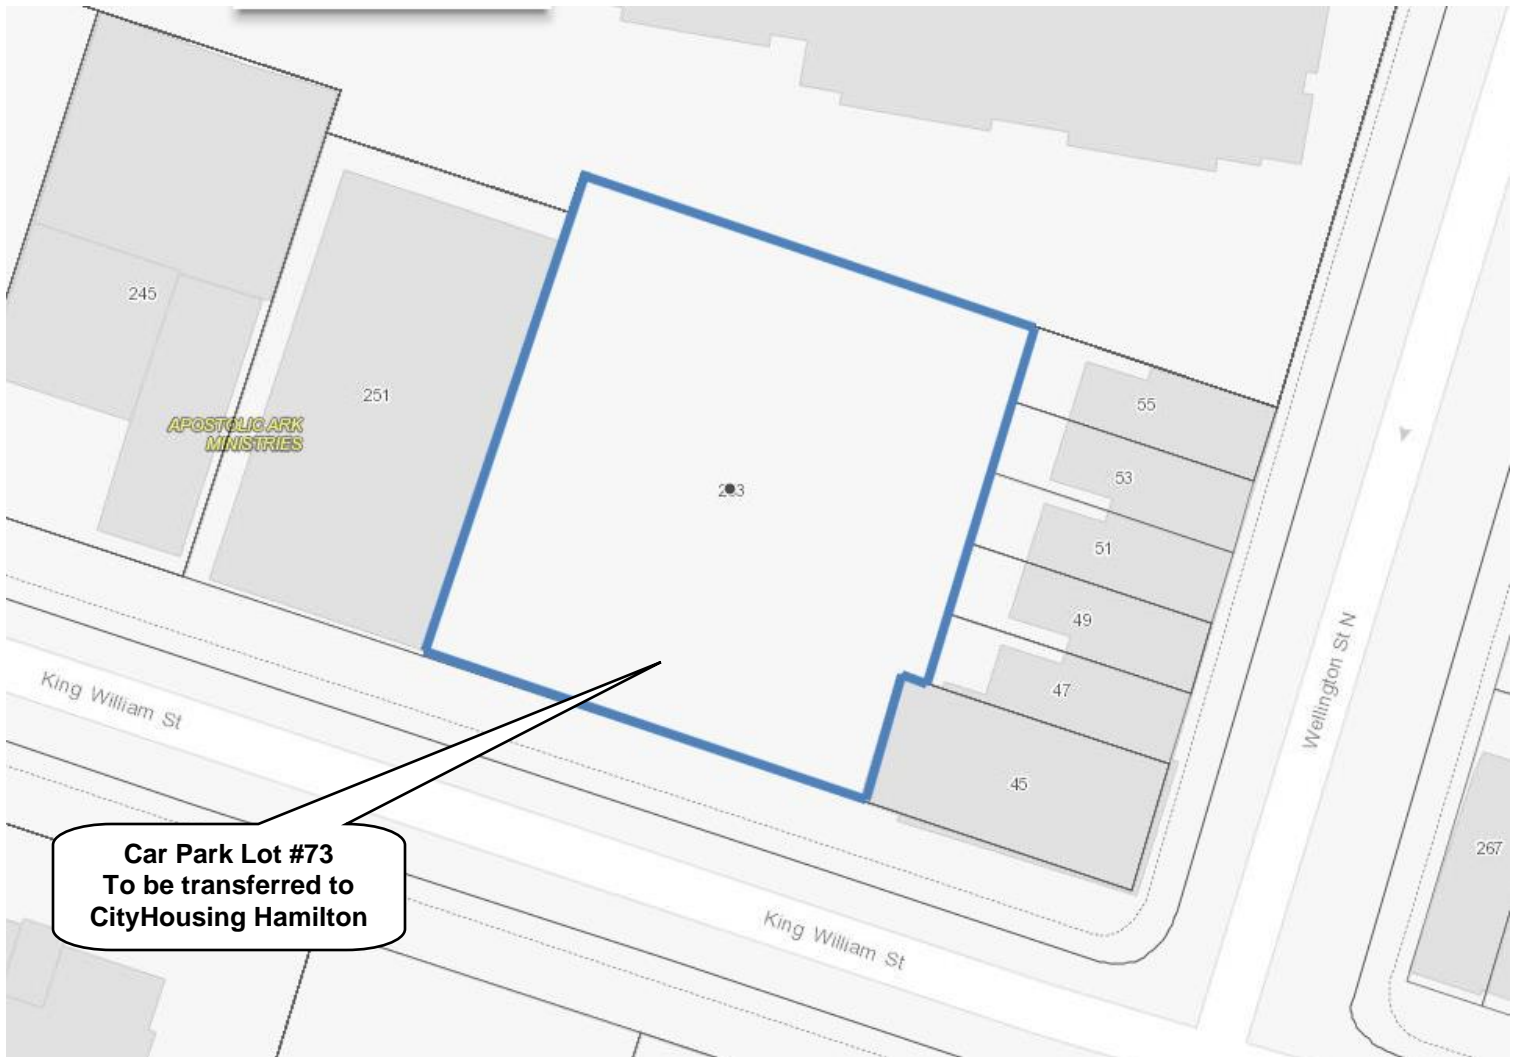 245
251
APOSTOLIC ARK
MINISTRIES
55
53
51
49
47
45
267
Wellington St N
King William St
King William St
Car Park Lot #73
To be transferred to
CityHousing Hamilton